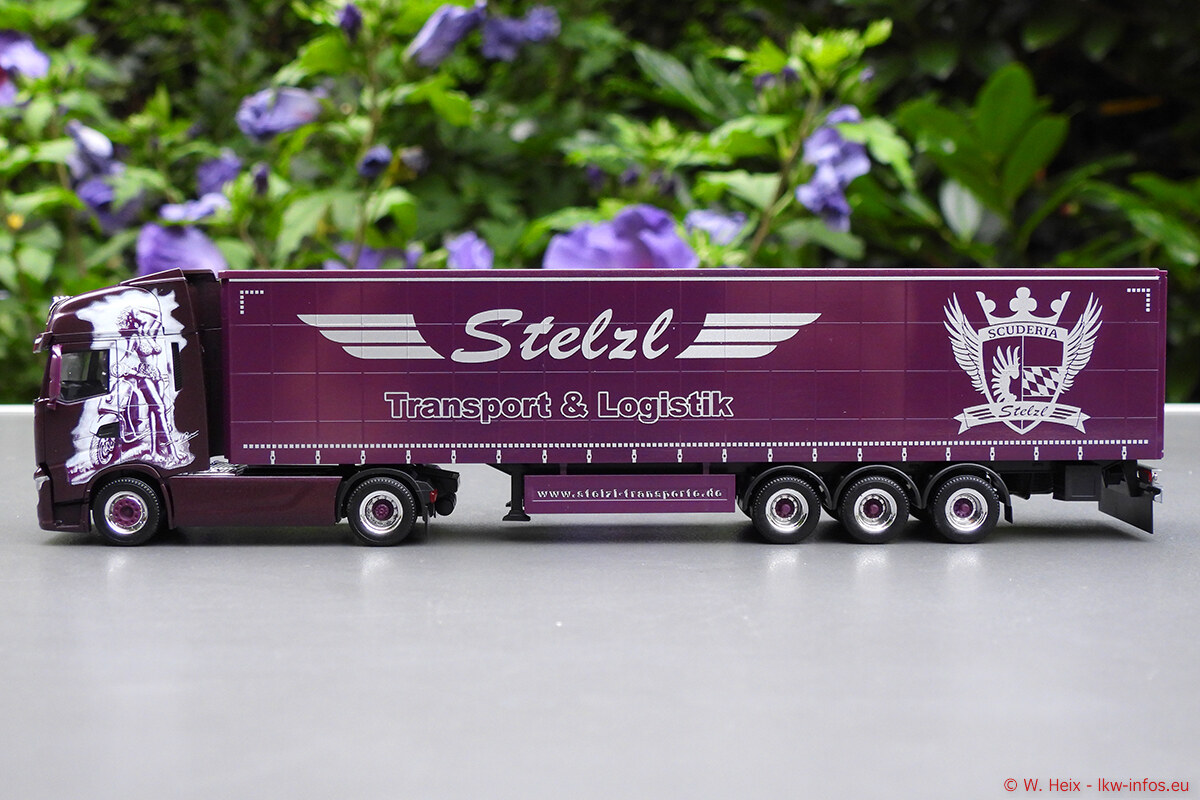 Stelzl
Transport & Logistik
SCUDERIA
Stelzl
www.stelzl-transporte.de
© W. Heix - lkw-infos.eu